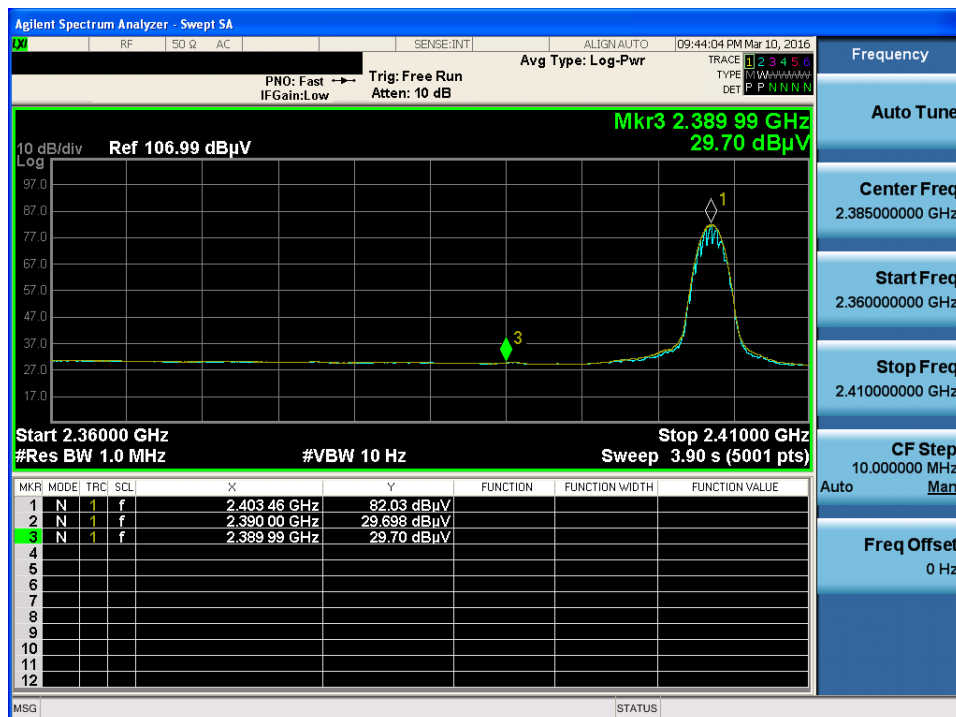 Agilent Spectrum Analyzer - Swept SA
LXI RF 50 Ω AC SENSE:INT ALIGN AUTO 09:44:04 PM Mar 10, 2016
Frequency
Avg Type: Log-Pwr
TRACE 1 2 3 4 5 6
PNO: Fast Trig: Free Run
TYPE M W W W W W
IFGain:Low Atten: 10 dB
DET P P N N N N
Auto Tune
Mkr3 2.389 99 GHz
10 dB/div Ref 106.99 dBµV 29.70 dBµV
Log
97.0
87.0
77.0
67.0
57.0
47.0
37.0
27.0
17.0
1
3
Center Freq
2.385000000 GHz
Start Freq
2.360000000 GHz
Stop Freq
2.410000000 GHz
Start 2.36000 GHz Stop 2.41000 GHz
#Res BW 1.0 MHz #VBW 10 Hz Sweep 3.90 s (5001 pts)
CF Step
10.000000 MHz
Auto Man
MKR MODE TRC SCL X Y FUNCTION FUNCTION WIDTH FUNCTION VALUE
1 N 1 f 2.403 46 GHz 82.03 dBµV
2 N 1 f 2.390 00 GHz 29.698 dBµV
3 N 1 f 2.389 99 GHz 29.70 dBµV
4
5
6
7
8
9
10
11
12
Freq Offset
0 Hz
MSG STATUS